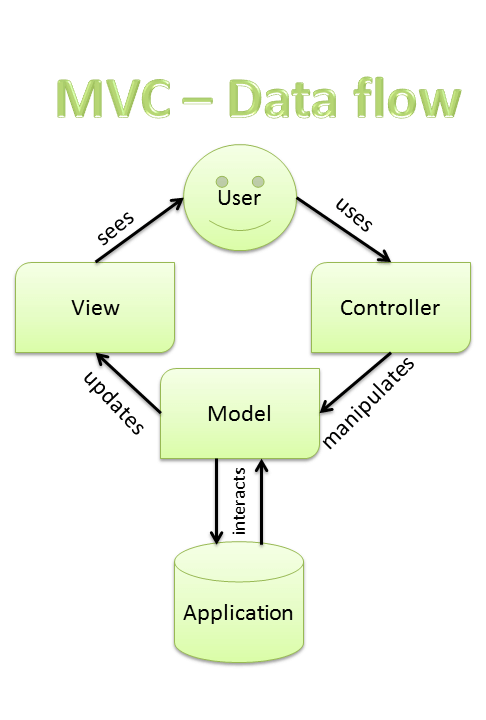 MVC – Data flow
User
sees
uses
View
Controller
updates
manipulates
Model
interacts
Application